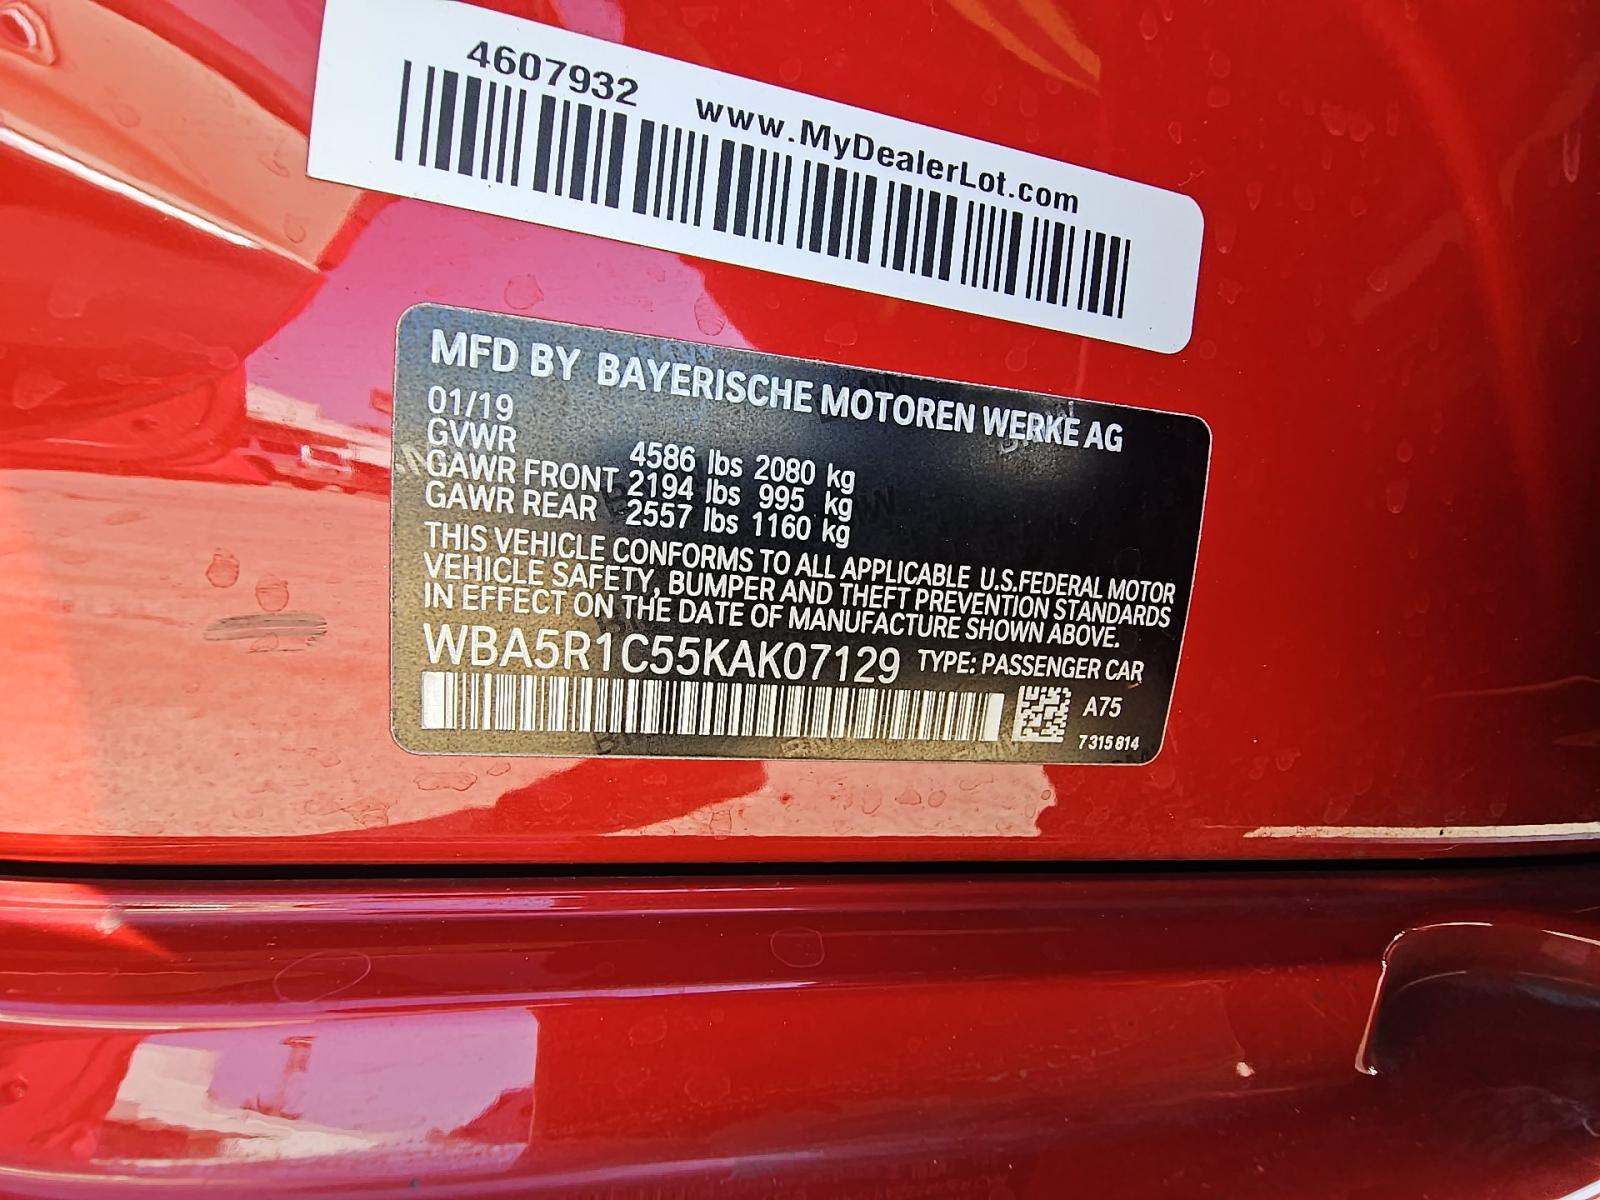 4607932 www.MyDealerLot.com
MFD BY BAYERISCHE MOTOREN WERKE AG
01/19
GVWR 4586 lbs 2080 kg
GAWR FRONT 2194 lbs 995 kg
GAWR REAR 2557 lbs 1160 kg
THIS VEHICLE CONFORMS TO ALL APPLICABLE U.S.FEDERAL MOTOR
VEHICLE SAFETY, BUMPER AND THEFT PREVENTION STANDARDS
IN EFFECT ON THE DATE OF MANUFACTURE SHOWN ABOVE.
WBA5R1C55KAK07129 TYPE: PASSENGER CAR
A75
7315814